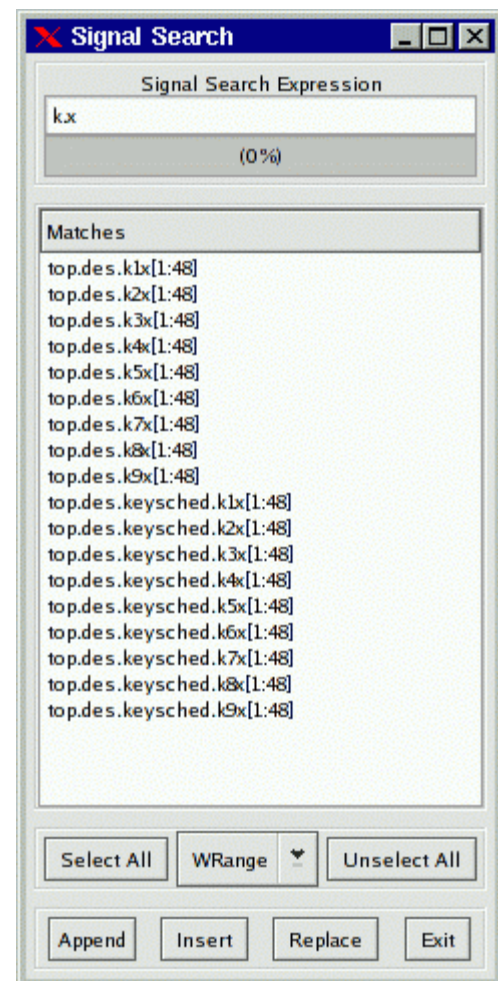 Signal Search
Signal Search Expression
k.x
(0%)
Matches
top.des.k1x[1:48]
top.des.k2x[1:48]
top.des.k3x[1:48]
top.des.k4x[1:48]
top.des.k5x[1:48]
top.des.k6x[1:48]
top.des.k7x[1:48]
top.des.k8x[1:48]
top.des.k9x[1:48]
top.des.keysched.k1x[1:48]
top.des.keysched.k2x[1:48]
top.des.keysched.k3x[1:48]
top.des.keysched.k4x[1:48]
top.des.keysched.k5x[1:48]
top.des.keysched.k6x[1:48]
top.des.keysched.k7x[1:48]
top.des.keysched.k8x[1:48]
top.des.keysched.k9x[1:48]
Select All WRange Unselect All
Append Insert Replace Exit